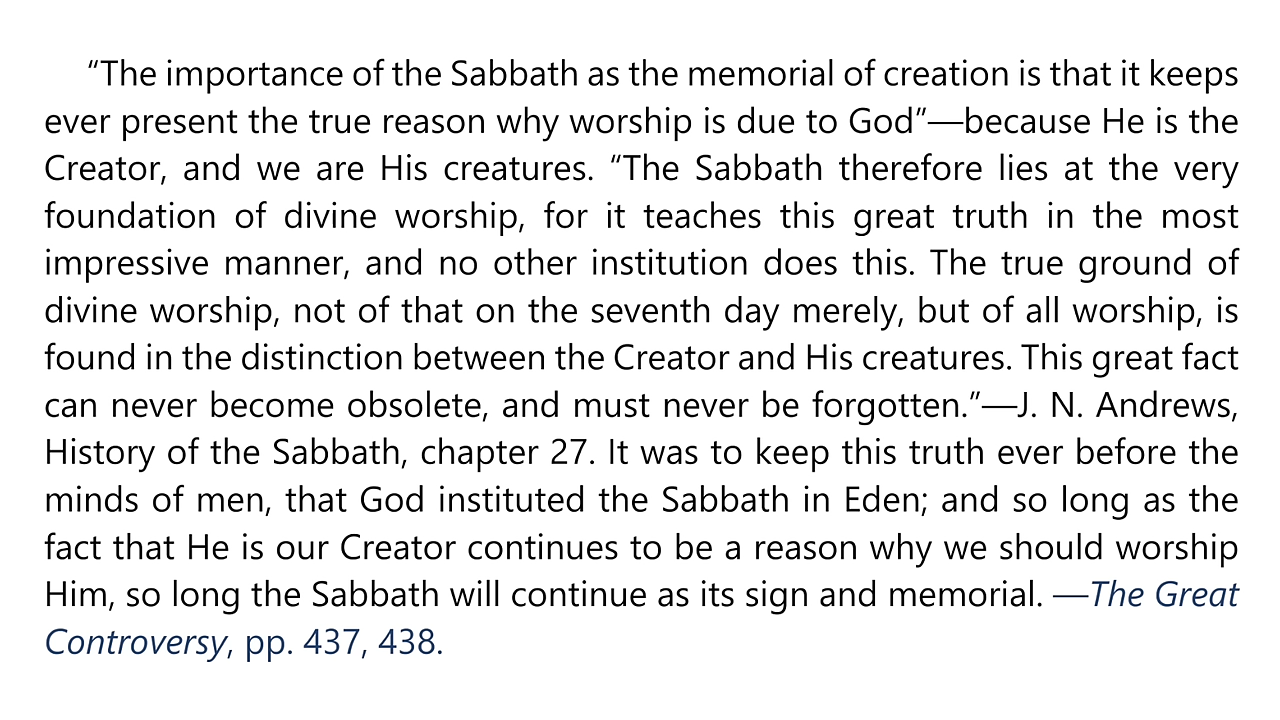 “The importance of the Sabbath as the memorial of creation is that it keeps
ever present the true reason why worship is due to God”—because He is the
Creator, and we are His creatures. “The Sabbath therefore lies at the very
foundation of divine worship, for it teaches this great truth in the most
impressive manner, and no other institution does this. The true ground of
divine worship, not of that on the seventh day merely, but of all worship, is
found in the distinction between the Creator and His creatures. This great fact
can never become obsolete, and must never be forgotten.”—J. N. Andrews,
History of the Sabbath, chapter 27. It was to keep this truth ever before the
minds of men, that God instituted the Sabbath in Eden; and so long as the
fact that He is our Creator continues to be a reason why we should worship
Him, so long the Sabbath will continue as its sign and memorial. —The Great
Controversy, pp. 437, 438.